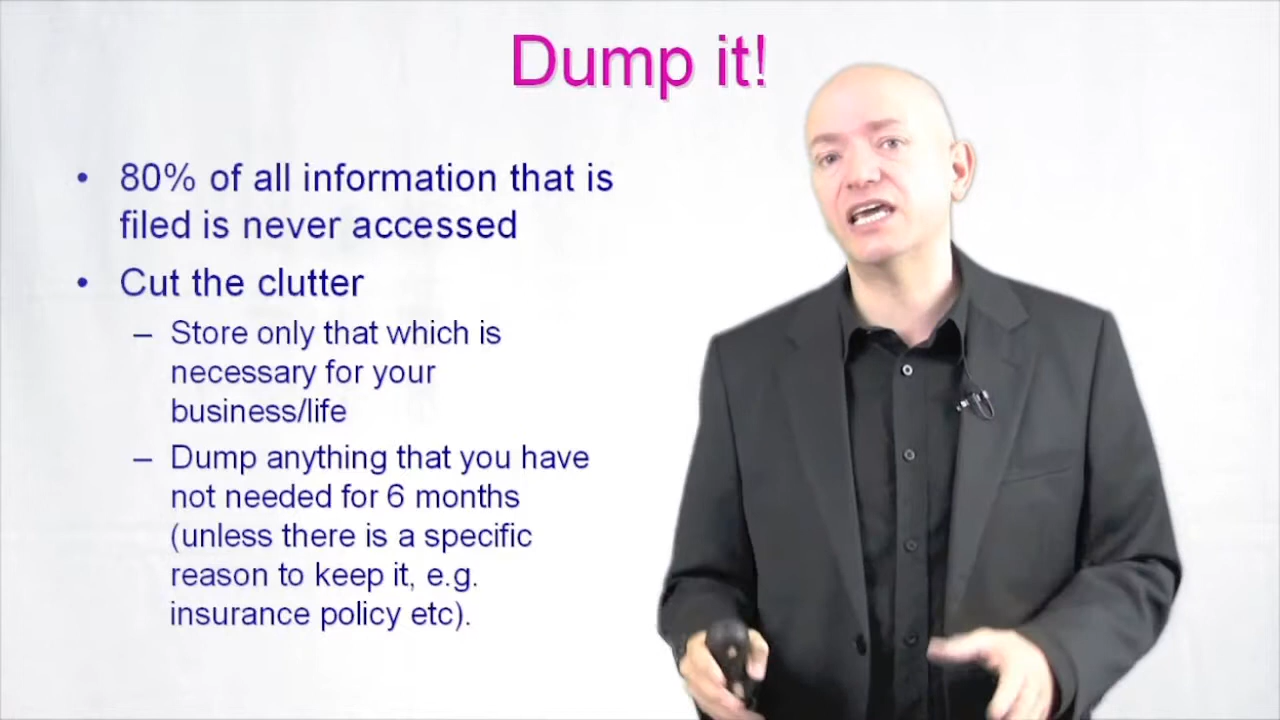 Dump it!
• 80% of all information that is
filed is never accessed
• Cut the clutter
– Store only that which is
necessary for your
business/life
– Dump anything that you have
not needed for 6 months
(unless there is a specific
reason to keep it, e.g.
insurance policy etc).